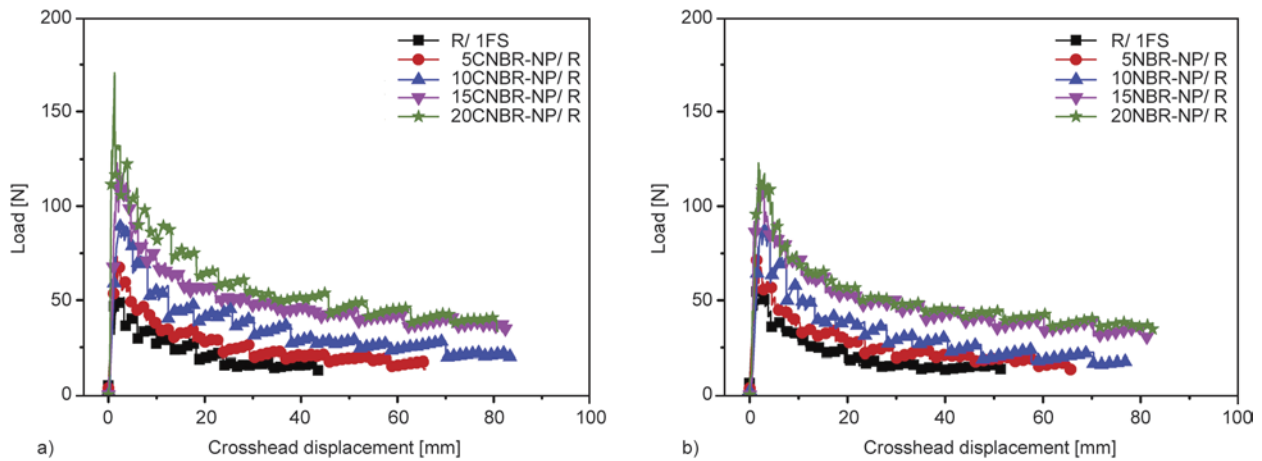 200
150
100
50
0
Load [N]
R/ 1FS
5CNBR-NP/ R
10CNBR-NP/ R
15CNBR-NP/ R
20CNBR-NP/ R
0 20 40 60 80 100
a) Crosshead displacement [mm]
200
150
100
50
0
Load [N]
R/ 1FS
5NBR-NP/ R
10NBR-NP/ R
15NBR-NP/ R
20NBR-NP/ R
0 20 40 60 80 100
b) Crosshead displacement [mm]